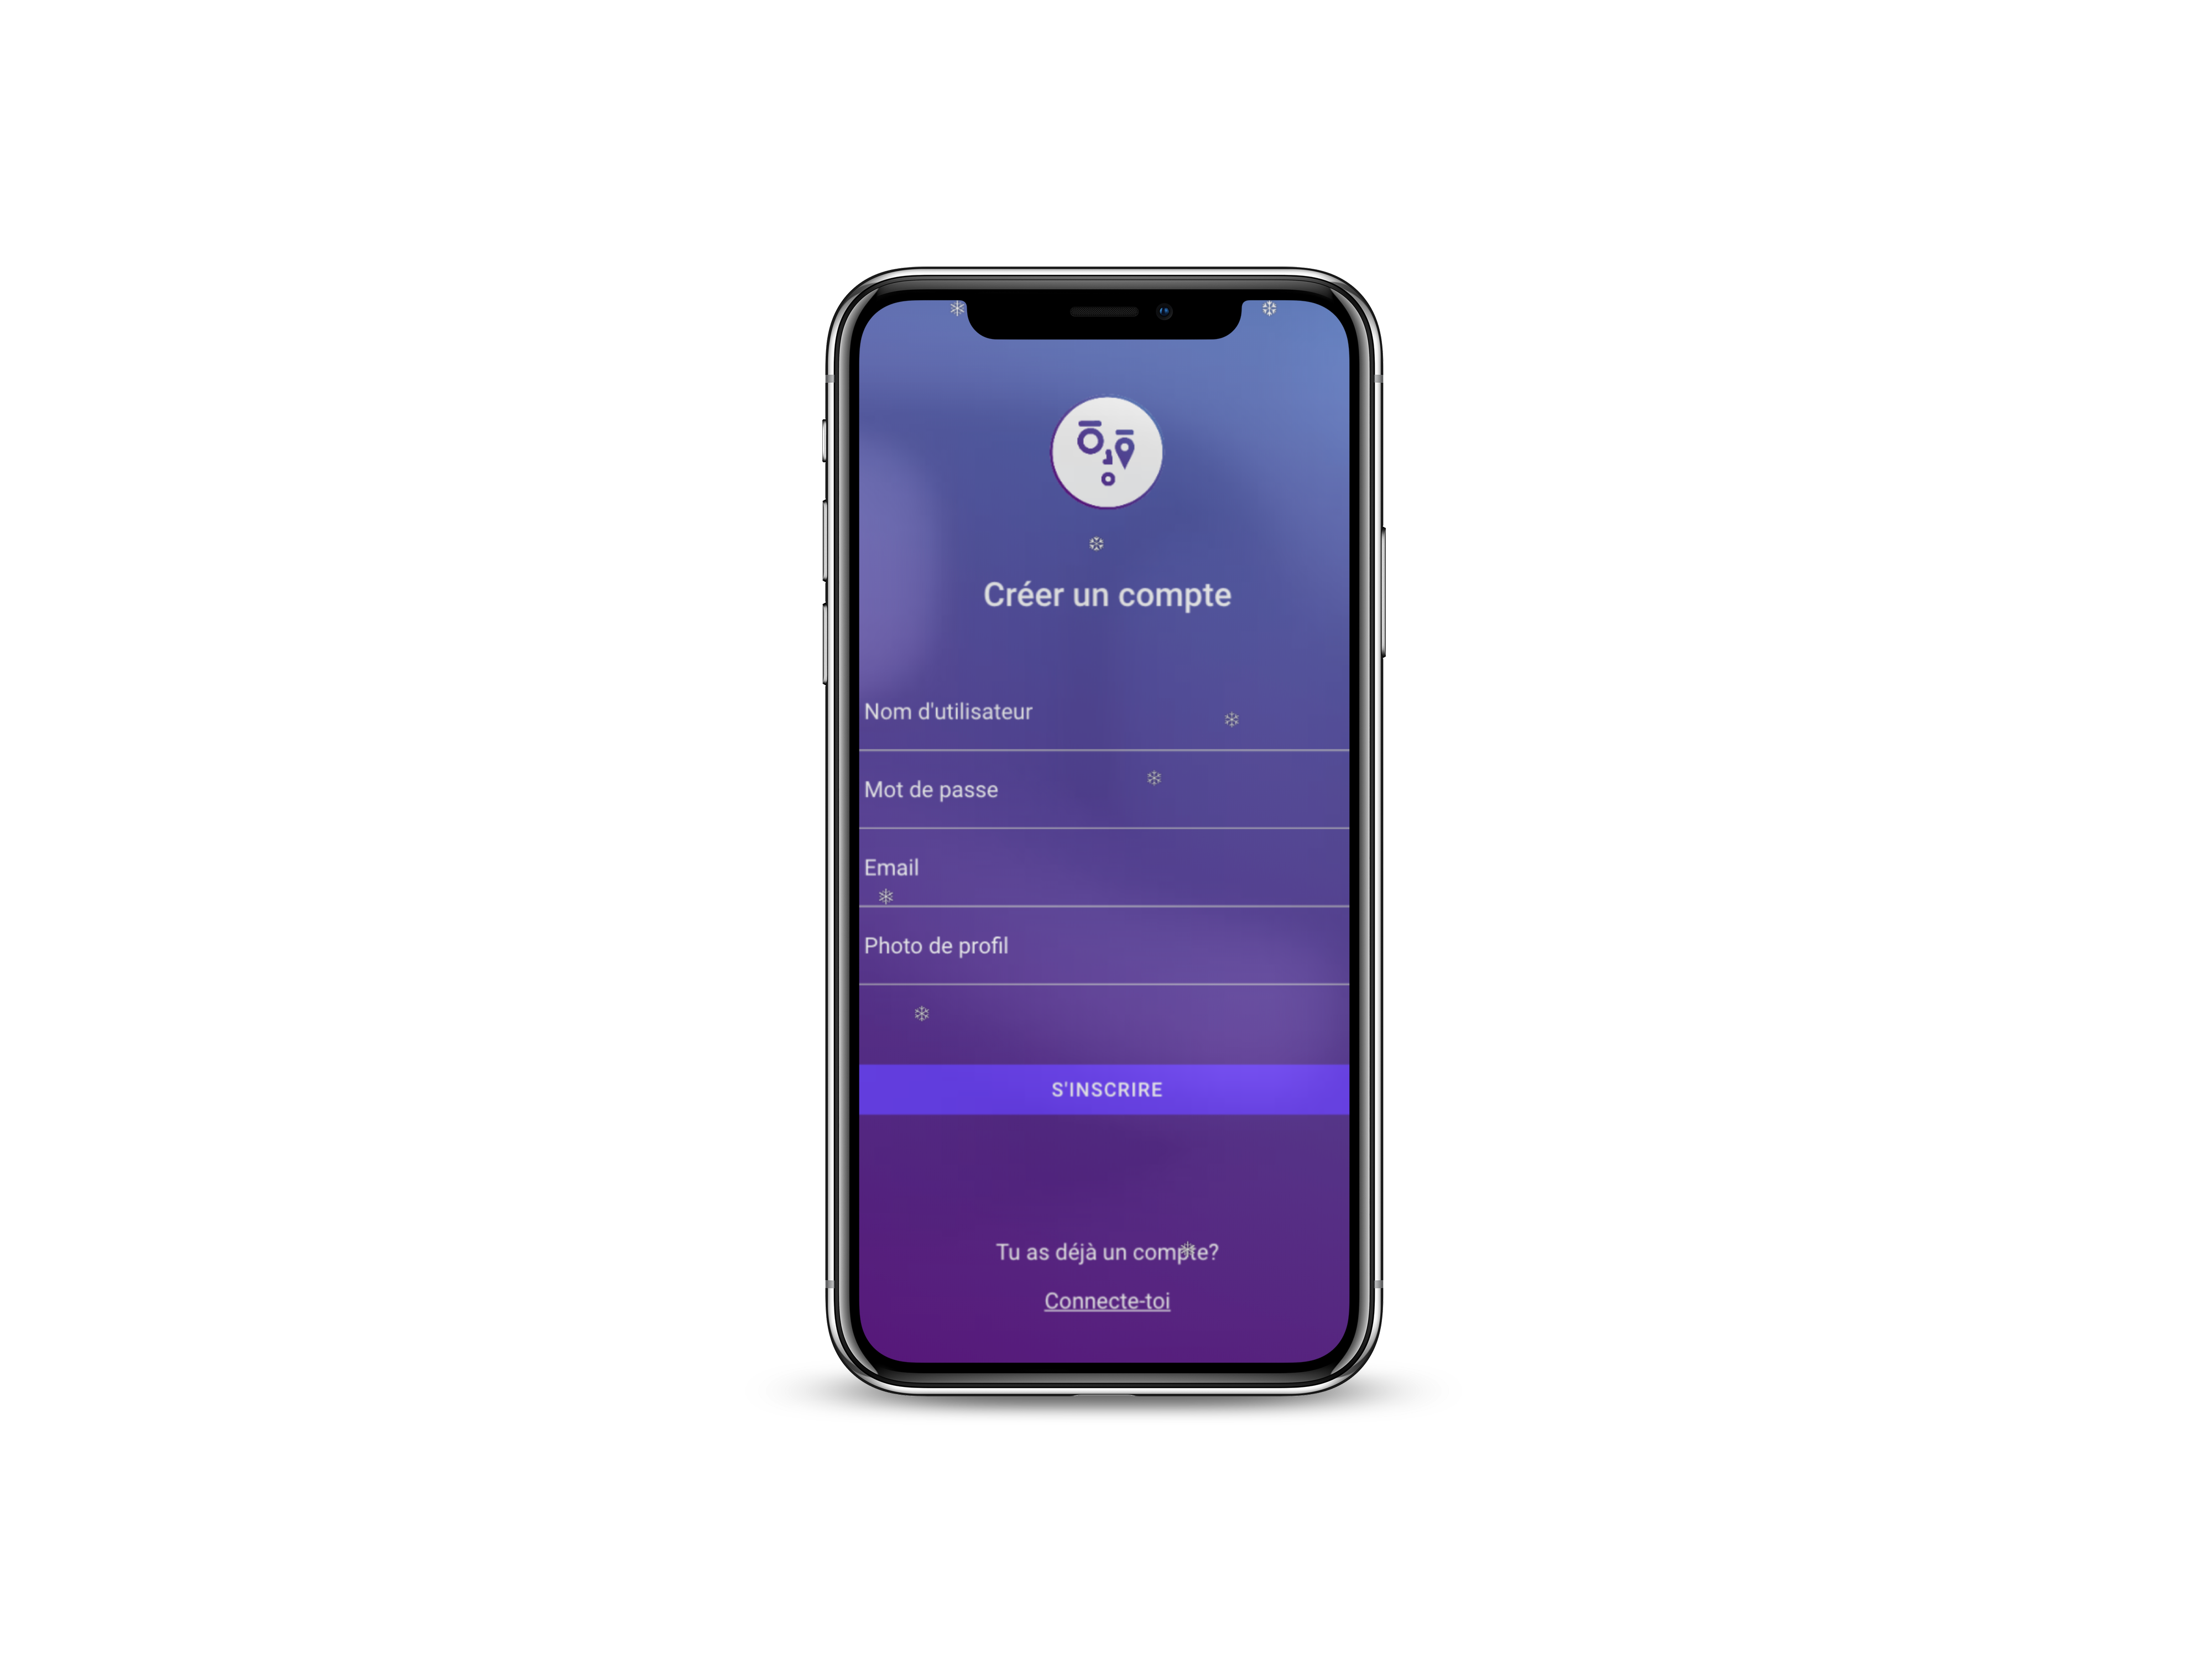 Créer un compte
Nom d'utilisateur
Mot de passe
Email
Photo de profil
S'INSCRIRE
Tu as déjà un compte?
Connecte-toi